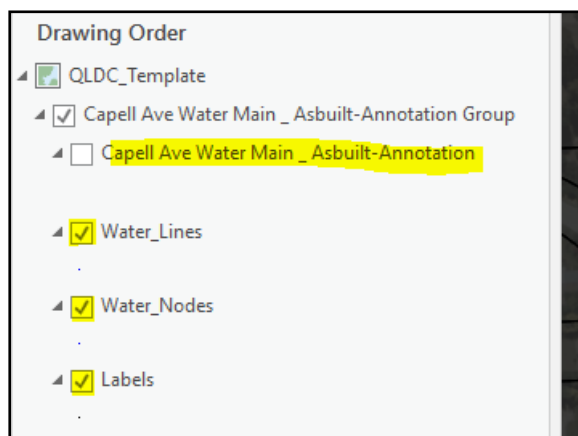 Drawing Order
QLDC_Template
Capell Ave Water Main _ Asbuilt-Annotation Group
Capell Ave Water Main _ Asbuilt-Annotation
Water_Lines
Water_Nodes
Labels